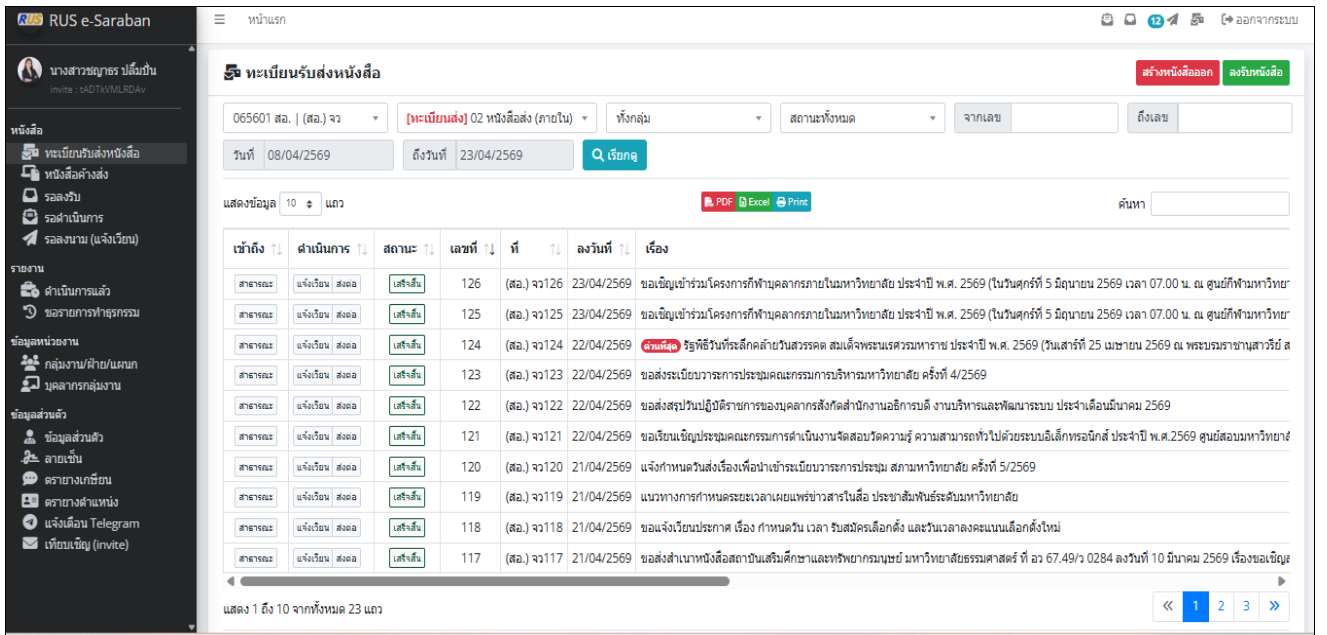 RUS RUS e-Saraban
หน้าแรก
12
ออกจากระบบ
นางสาวชญาธร ปลื้มปั่น
invite : tADTkVMLRDAv
หนังสือ
ทะเบียนรับส่งหนังสือ
หนังสือค้างส่ง
รอลงรับ
รอดำเนินการ
รอลงนาม (แจ้งเวียน)
รายงาน
ดำเนินการแล้ว
ขอรายการทำธุรกรรม
ข้อมูลหน่วยงาน
กลุ่มงาน/ฝ่าย/แผนก
บุคลากรกลุ่มงาน
ข้อมูลส่วนตัว
ข้อมูลส่วนตัว
ลายเซ็น
ตรายางเกษียน
ตรายางตำแหน่ง
แจ้งเตือน Telegram
เทียบเชิญ (invite)
ทะเบียนรับส่งหนังสือ
สร้างหนังสือออก ลงรับหนังสือ
065601 สอ. | (สอ.) จว [ทะเบียนส่ง] 02 หนังสือส่ง (ภายใน) ทั้งกลุ่ม สถานะทั้งหมด จากเลข ถึงเลข
วันที่ 08/04/2569 ถึงวันที่ 23/04/2569 เรียกดู
แสดงข้อมูล 10 แถว PDF Excel Print ค้นหา
เข้าถึง ดำเนินการ สถานะ เลขที่ ที่ ลงวันที่ เรื่อง
สาธารณะ แจ้งเวียน ส่งต่อ เสร็จสิ้น 126 (สอ.) จว126 23/04/2569 ขอเชิญเข้าร่วมโครงการกีฬาบุคลากรภายในมหาวิทยาลัย ประจำปี พ.ศ. 2569 (ในวันศุกร์ที่ 5 มิถุนายน 2569 เวลา 07.00 น. ณ ศูนย์กีฬามหาวิทยา
สาธารณะ แจ้งเวียน ส่งต่อ เสร็จสิ้น 125 (สอ.) จว125 23/04/2569 ขอเชิญเข้าร่วมโครงการกีฬาบุคลากรภายในมหาวิทยาลัย ประจำปี พ.ศ. 2569 (ในวันศุกร์ที่ 5 มิถุนายน 2569 เวลา 07.00 น. ณ ศูนย์กีฬามหาวิทยา
สาธารณะ แจ้งเวียน ส่งต่อ เสร็จสิ้น 124 (สอ.) จว124 22/04/2569 ด่วนที่สุด รัฐพิธีวันที่ระลึกคล้ายวันสวรรคต สมเด็จพระนเรศวรมหาราช ประจำปี พ.ศ. 2569 (วันเสาร์ที่ 25 เมษายน 2569 ณ พระบรมราชานุสาวรีย์ ส
สาธารณะ แจ้งเวียน ส่งต่อ เสร็จสิ้น 123 (สอ.) จว123 22/04/2569 ขอส่งระเบียบวาระการประชุมคณะกรรมการบริหารมหาวิทยาลัย ครั้งที่ 4/2569
สาธารณะ แจ้งเวียน ส่งต่อ เสร็จสิ้น 122 (สอ.) จว122 22/04/2569 ขอส่งสรุปวันปฏิบัติราชการของบุคลากรสังกัดสำนักงานอธิการบดี งานบริหารและพัฒนาระบบ ประจำเดือนมีนาคม 2569
สาธารณะ แจ้งเวียน ส่งต่อ เสร็จสิ้น 121 (สอ.) จว121 22/04/2569 ขอเรียนเชิญประชุมคณะกรรมการดำเนินงานจัดสอบวัดความรู้ ความสามารถทั่วไปด้วยระบบอิเล็กทรอนิกส์ ประจำปี พ.ศ.2569 ศูนย์สอบมหาวิทยาลั
สาธารณะ แจ้งเวียน ส่งต่อ เสร็จสิ้น 120 (สอ.) จว120 21/04/2569 แจ้งกำหนดวันส่งเรื่องเพื่อนำเข้าระเบียบวาระการประชุม สภามหาวิทยาลัย ครั้งที่ 5/2569
สาธารณะ แจ้งเวียน ส่งต่อ เสร็จสิ้น 119 (สอ.) จว119 21/04/2569 แนวทางการกำหนดระยะเวลาเผยแพร่ข่าวสารในสื่อ ประชาสัมพันธ์ระดับมหาวิทยาลัย
สาธารณะ แจ้งเวียน ส่งต่อ เสร็จสิ้น 118 (สอ.) จว118 21/04/2569 ขอแจ้งเวียนประกาศ เรื่อง กำหนดวัน เวลา รับสมัครเลือกตั้ง และวันเวลาลงคะแนนเลือกตั้งใหม่
สาธารณะ แจ้งเวียน ส่งต่อ เสร็จสิ้น 117 (สอ.) จว117 21/04/2569 ขอส่งสำเนาหนังสือสถาบันเสริมศึกษาและทรัพยากรมนุษย์ มหาวิทยาลัยธรรมศาสตร์ ที่ อว 67.49/ว 0284 ลงวันที่ 10 มีนาคม 2569 เรื่องขอเชิญส
แสดง 1 ถึง 10 จากทั้งหมด 23 แถว « 1 2 3 »